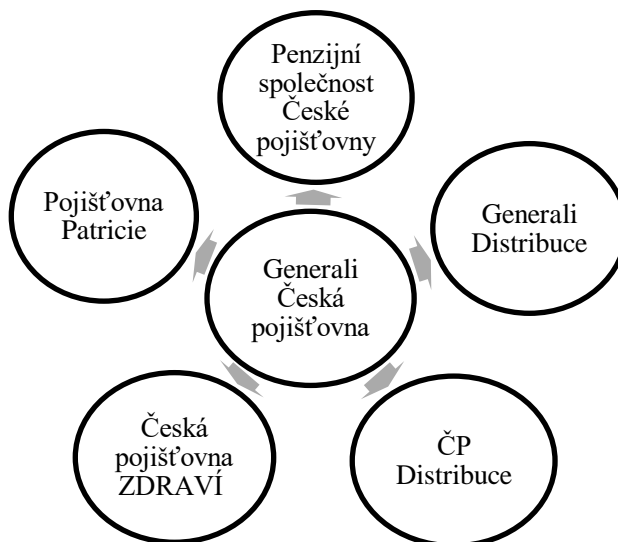 Penzijní
společnost
České
pojišťovny
Pojišťovna
Patricie
Generali
Distribuce
Generali
Česká
pojišťovna
Česká
pojišťovna
ZDRAVÍ
ČP
Distribuce